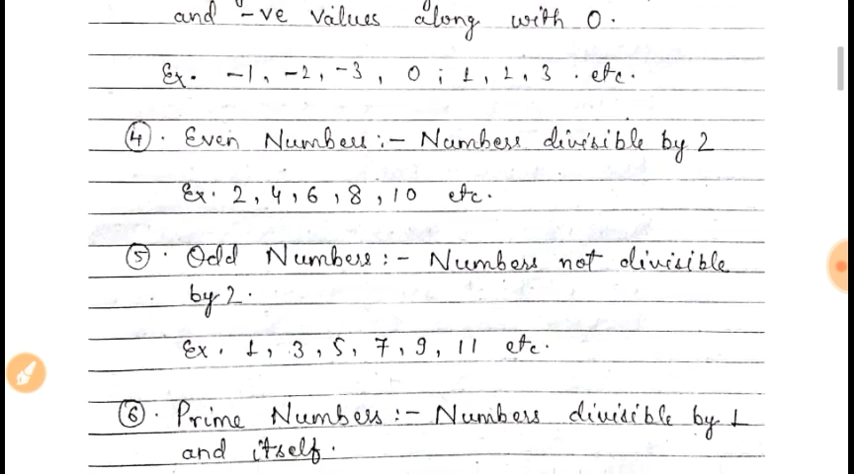 and -ve values along with 0.
Ex. -1, -2, -3, 0; 1, 2, 3. etc.
④. Even Numbers :- Numbers divisible by 2
Ex. 2, 4, 6, 8, 10 etc.
⑤. Odd Numbers :- Numbers not divisible
by 2.
Ex. 1, 3, 5, 7, 9, 11 etc.
⑥. Prime Numbers :- Numbers divisible by 1
and itself.